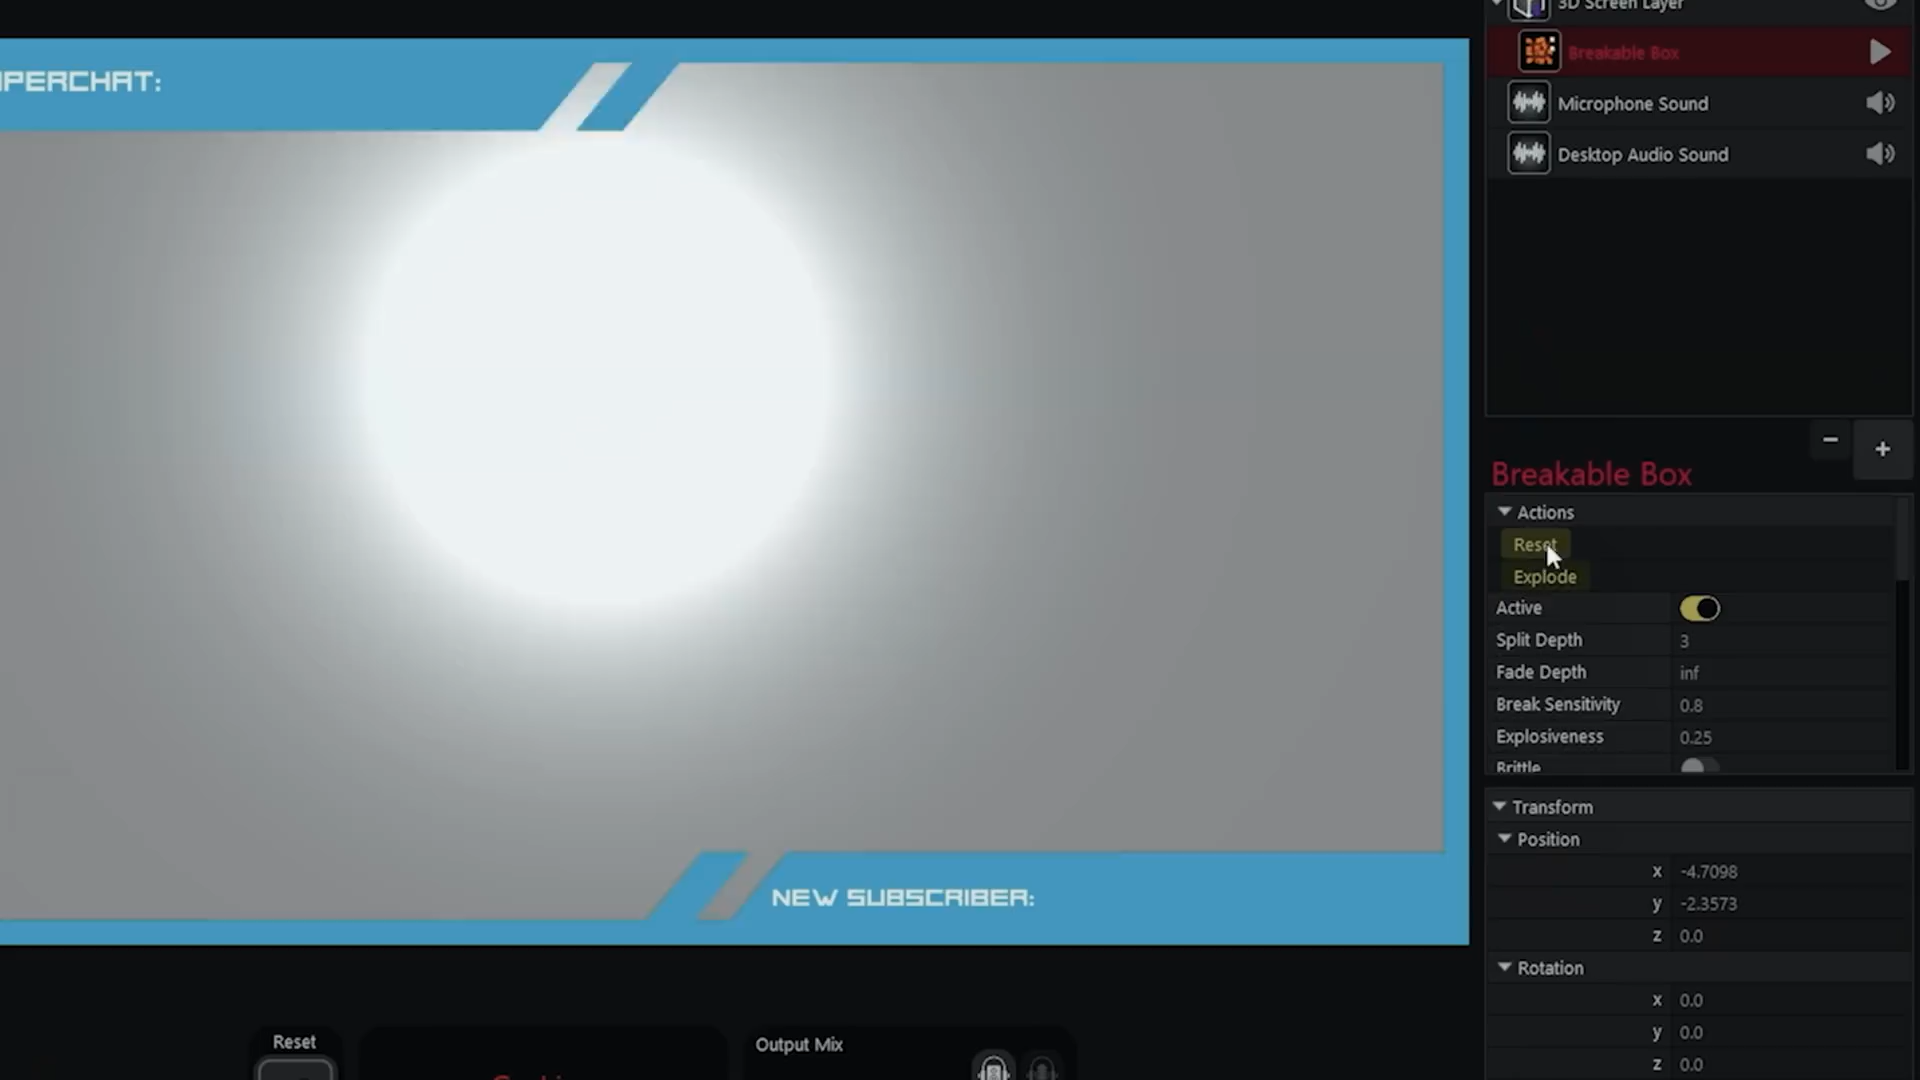 PERCHAT:
NEW SUBSCRIBER:
3D Screen Layer
Breakable Box
Microphone Sound
Desktop Audio Sound
Breakable Box
Actions
Reset
Explode
Active
Split Depth 3
Fade Depth inf
Break Sensitivity 0.8
Explosiveness 0.25
Brittle
Transform
Position
x -4.7098
y -2.3573
z 0.0
Rotation
x 0.0
y 0.0
z 0.0
Reset
Output Mix